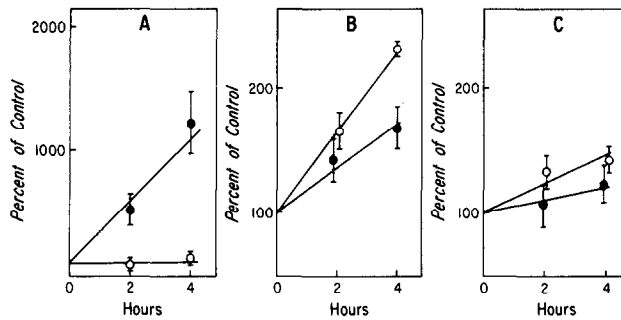 A
Percent of Control
2000
1000
0
2
4
Hours
B
Percent of Control
200
100
0
2
4
Hours
C
Percent of Control
200
100
0
2
4
Hours